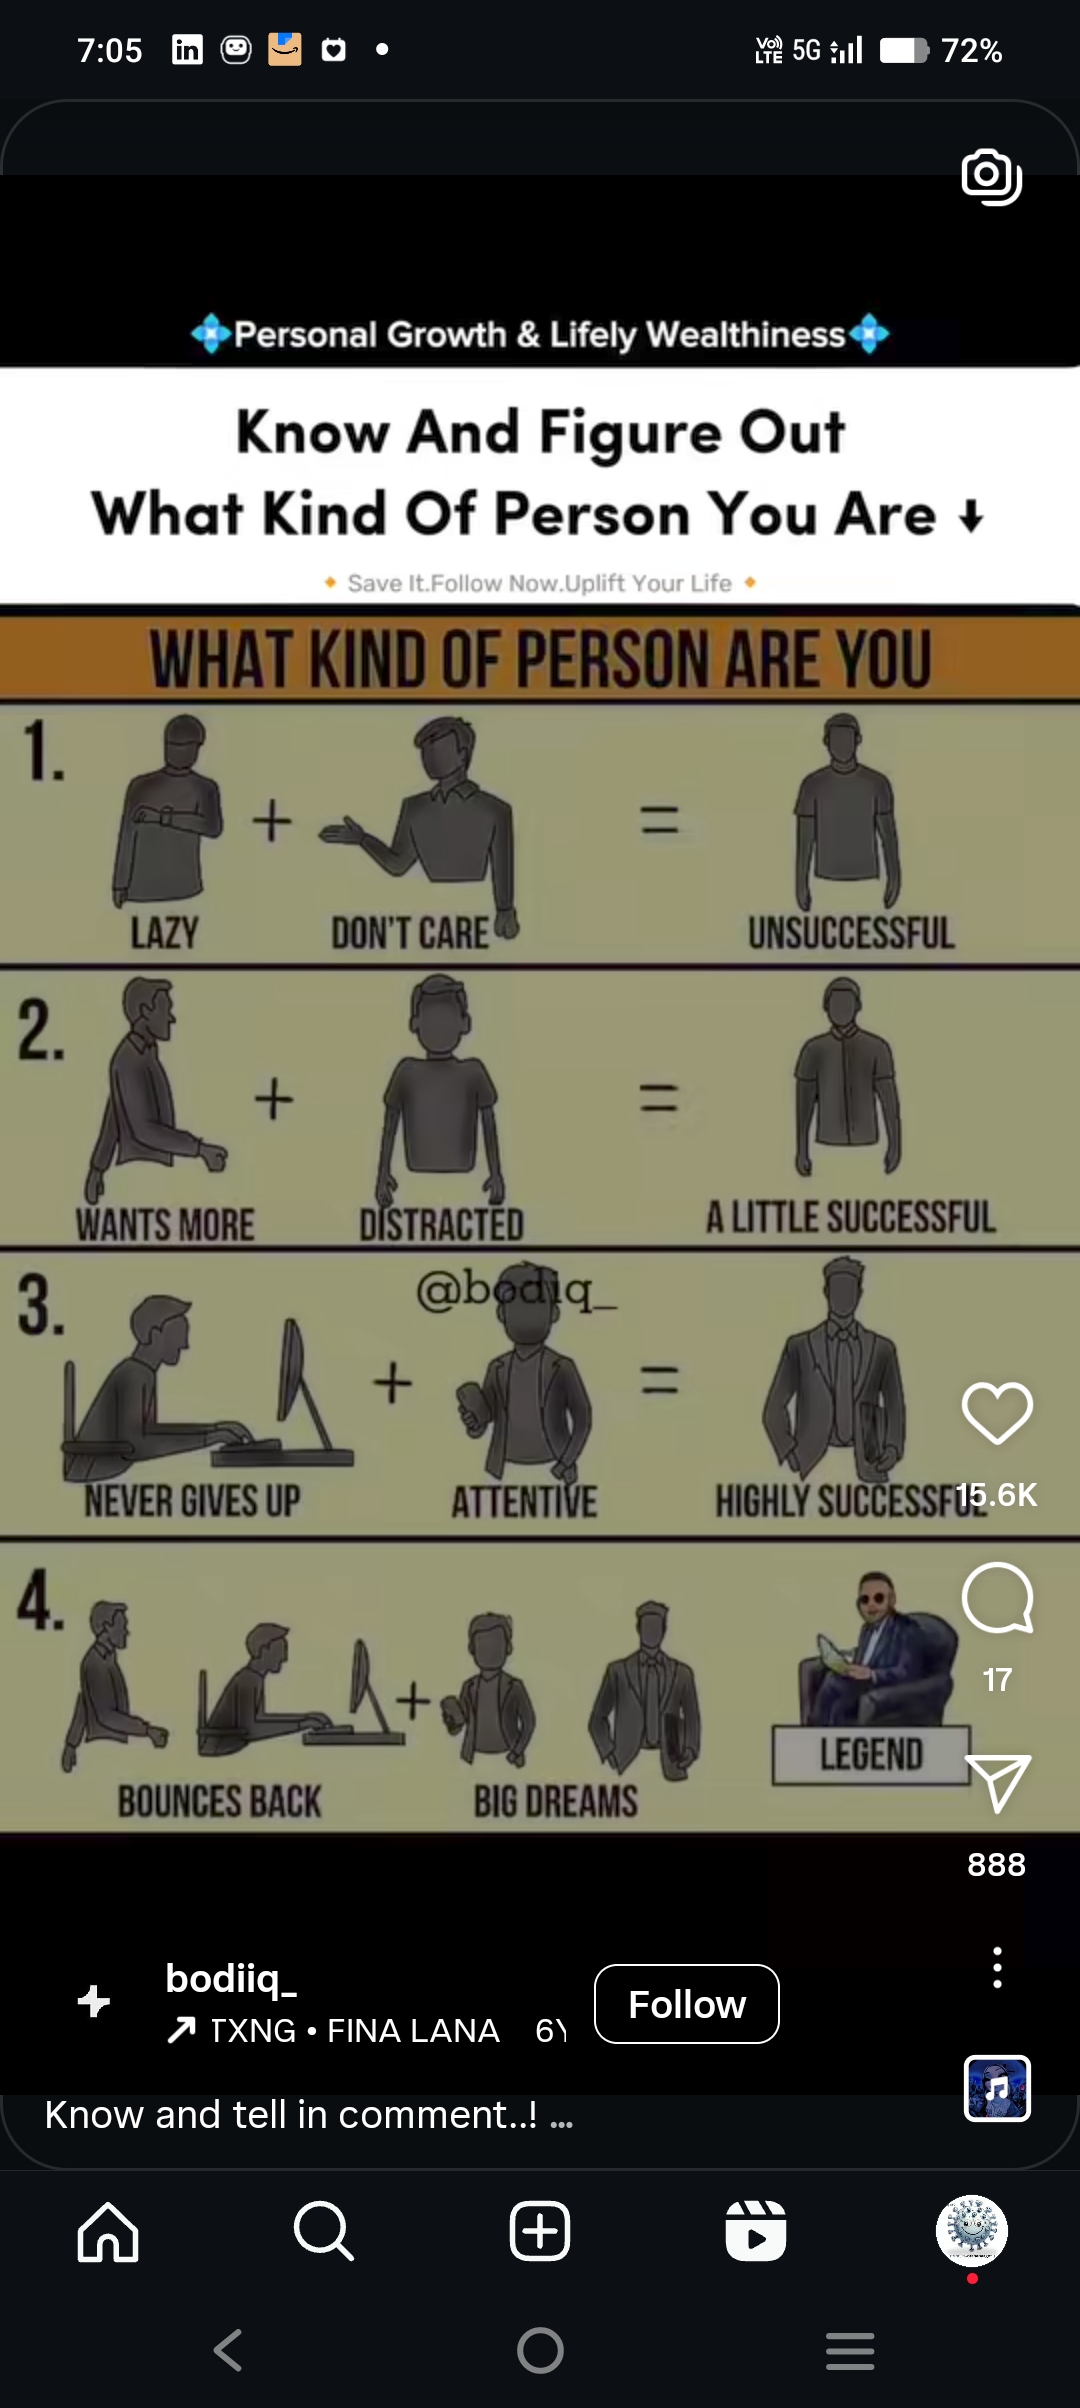 7:05
Vo) LTE 5G 72%
Personal Growth & Lifely Wealthiness
Know And Figure Out
What Kind Of Person You Are ↓
Save It.Follow Now.Uplift Your Life
WHAT KIND OF PERSON ARE YOU
1.
+ =
LAZY DON'T CARE UNSUCCESSFUL
2.
+ =
WANTS MORE DISTRACTED A LITTLE SUCCESSFUL
3.
@bodiq_
+ =
NEVER GIVES UP ATTENTIVE HIGHLY SUCCESSFUL
15.6K
4.
+
17
LEGEND
BOUNCES BACK BIG DREAMS
888
bodiiq_
Follow
TXNG • FINA LANA 6Y
Know and tell in comment..! ...